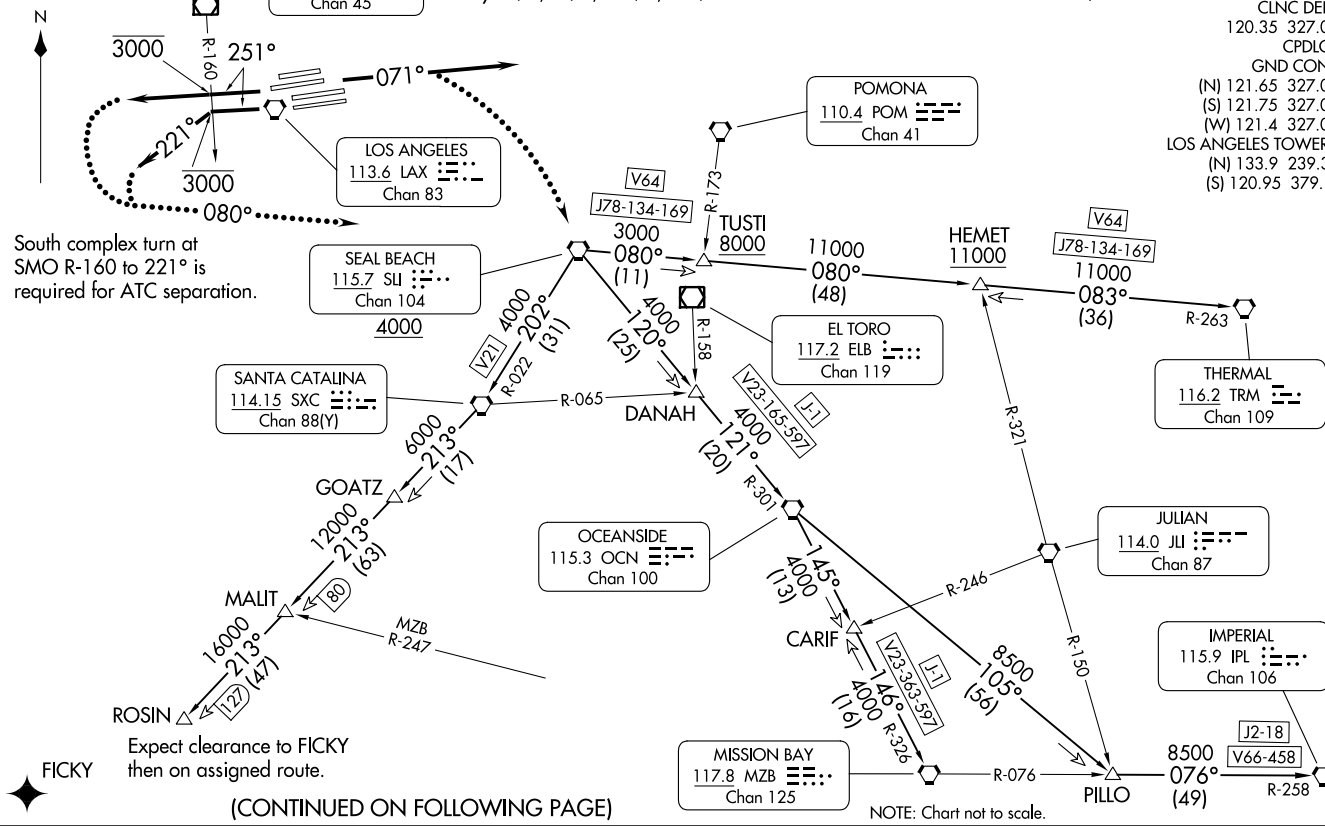 N
Chan 45
CLNC DEL
120.35 327.0
CPDLC
GND CON
(N) 121.65 327.0
(S) 121.75 327.0
(W) 121.4 327.0
LOS ANGELES TOWER
(N) 133.9 239.3
(S) 120.95 379.1
3000
R-160
251°
071°
221°
3000
080°
South complex turn at
SMO R-160 to 221° is
required for ATC separation.
LOS ANGELES
113.6 LAX
Chan 83
POMONA
110.4 POM
Chan 41
R-173
V64
J78-134-169
3000
080°
(11)
TUSTI
8000
11000
080°
(48)
HEMET
11000
V64
J78-134-169
11000
083°
(36)
R-263
SEAL BEACH
115.7 SLI
Chan 104
4000
4000
202°
(31)
V21
R-022
4000
120°
(25)
R-158
EL TORO
117.2 ELB
Chan 119
THERMAL
116.2 TRM
Chan 109
SANTA CATALINA
114.15 SXC
Chan 88(Y)
R-065
DANAH
V23-165-597
J-1
4000
121°
(20)
R-301
R-321
6000
213°
(17)
GOATZ
12000
213°
(63)
OCEANSIDE
115.3 OCN
Chan 100
JULIAN
114.0 JLI
Chan 87
145°
4000
(13)
R-246
MALIT
80
MZB
R-247
CARIF
V23-363-597
J-1
146°
4000
(16)
R-326
8500
105°
(56)
R-150
IMPERIAL
115.9 IPL
Chan 106
16000
213°
(47)
127
ROSIN
Expect clearance to FICKY
then on assigned route.
FICKY
MISSION BAY
117.8 MZB
Chan 125
R-076
PILLO
J2-18
V66-458
8500
076°
(49)
R-258
(CONTINUED ON FOLLOWING PAGE)
NOTE: Chart not to scale.